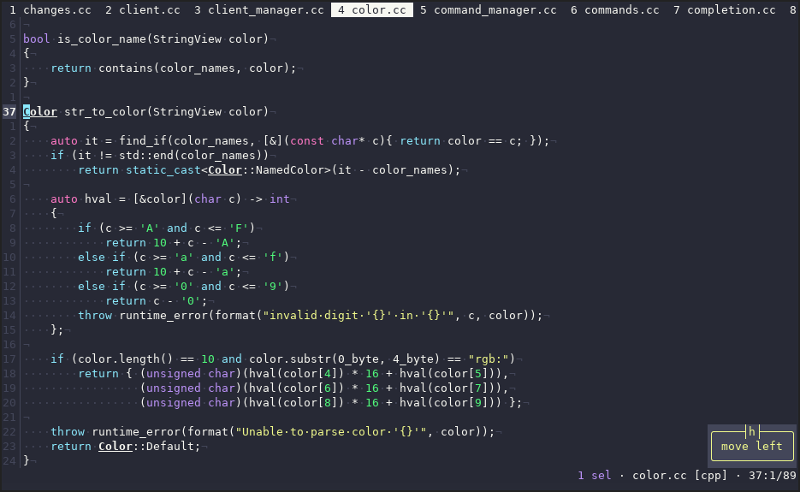 1 changes.cc 2 client.cc 3 client_manager.cc 4 color.cc 5 command_manager.cc 6 commands.cc 7 completion.cc 8
6 ¬
5 bool·is_color_name(StringView·color)¬
4 {¬
3 ····return·contains(color_names,·color);¬
2 }¬
1 ¬
37 Color·str_to_color(StringView·color)¬
1 {¬
2 ····auto·it·=·find_if(color_names,·[&](const·char*·c){·return·color·==·c;·});¬
3 ····if·(it·!=·std::end(color_names))¬
4 ········return·static_cast<Color::NamedColor>(it·-·color_names);¬
5 ¬
6 ····auto·hval·=·[&color](char·c)·->·int¬
7 ····{¬
8 ········if·(c·>=·'A'·and·c·<=·'F')¬
9 ············return·10·+·c·-·'A';¬
10 ········else·if·(c·>=·'a'·and·c·<=·'f')¬
11 ············return·10·+·c·-·'a';¬
12 ········else·if·(c·>=·'0'·and·c·<=·'9')¬
13 ············return·c·-·'0';¬
14 ········throw·runtime_error(format("invalid·digit·'{}'·in·'{}'",·c,·color));¬
15 ····};¬
16 ¬
17 ····if·(color.length()·==·10·and·color.substr(0_byte,·4_byte)·==·"rgb:")¬
18 ········return·{·(unsigned·char)(hval(color[4])·*·16·+·hval(color[5])),¬
19 ·················(unsigned·char)(hval(color[6])·*·16·+·hval(color[7])),¬
20 ·················(unsigned·char)(hval(color[8])·*·16·+·hval(color[9]))·};¬
21 ¬
22 ····throw·runtime_error(format("Unable·to·parse·color·'{}'",·color));¬
23 ····return·Color::Default;¬
24 }¬
h
move left
1 sel · color.cc [cpp] · 37:1/89